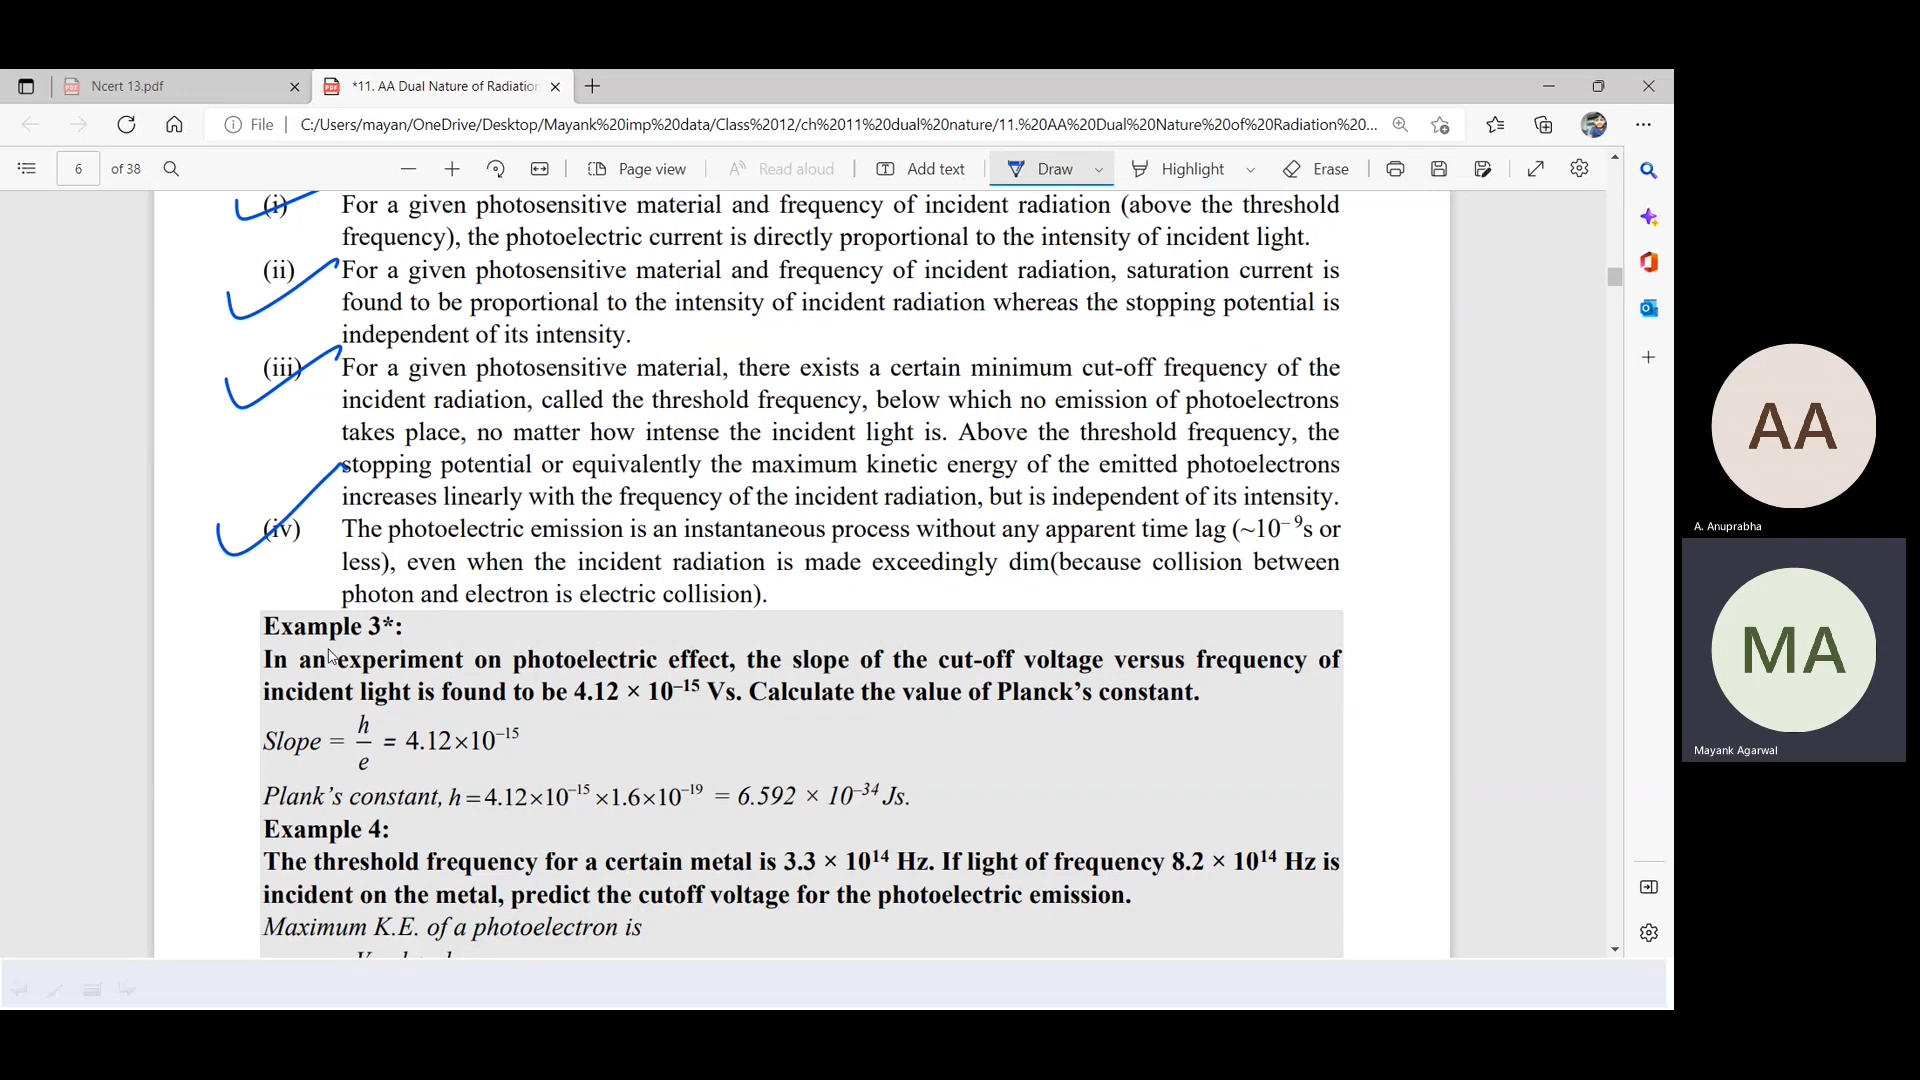 Ncert 13.pdf
*11. AA Dual Nature of Radiation
File
C:/Users/mayan/OneDrive/Desktop/Mayank%20imp%20data/Class%2012/ch%2011%20dual%20nature/11.%20AA%20Dual%20Nature%20of%20Radiation%20...
6 of 38
Page view
Read aloud
Add text
Draw
Highlight
Erase
(i) For a given photosensitive material and frequency of incident radiation (above the threshold
frequency), the photoelectric current is directly proportional to the intensity of incident light.
(ii) For a given photosensitive material and frequency of incident radiation, saturation current is
found to be proportional to the intensity of incident radiation whereas the stopping potential is
independent of its intensity.
(iii) For a given photosensitive material, there exists a certain minimum cut-off frequency of the
incident radiation, called the threshold frequency, below which no emission of photoelectrons
takes place, no matter how intense the incident light is. Above the threshold frequency, the
stopping potential or equivalently the maximum kinetic energy of the emitted photoelectrons
increases linearly with the frequency of the incident radiation, but is independent of its intensity.
(iv) The photoelectric emission is an instantaneous process without any apparent time lag (~10⁻⁹s or
less), even when the incident radiation is made exceedingly dim(because collision between
photon and electron is electric collision).
Example 3*:
In an experiment on photoelectric effect, the slope of the cut-off voltage versus frequency of
incident light is found to be 4.12 × 10⁻¹⁵ Vs. Calculate the value of Planck's constant.
Slope = h/e = 4.12×10⁻¹⁵
Plank's constant, h = 4.12×10⁻¹⁵ ×1.6×10⁻¹⁹ = 6.592 × 10⁻³⁴ Js.
Example 4:
The threshold frequency for a certain metal is 3.3 × 10¹⁴ Hz. If light of frequency 8.2 × 10¹⁴ Hz is
incident on the metal, predict the cutoff voltage for the photoelectric emission.
Maximum K.E. of a photoelectron is
AA
A. Anuprabha
MA
Mayank Agarwal